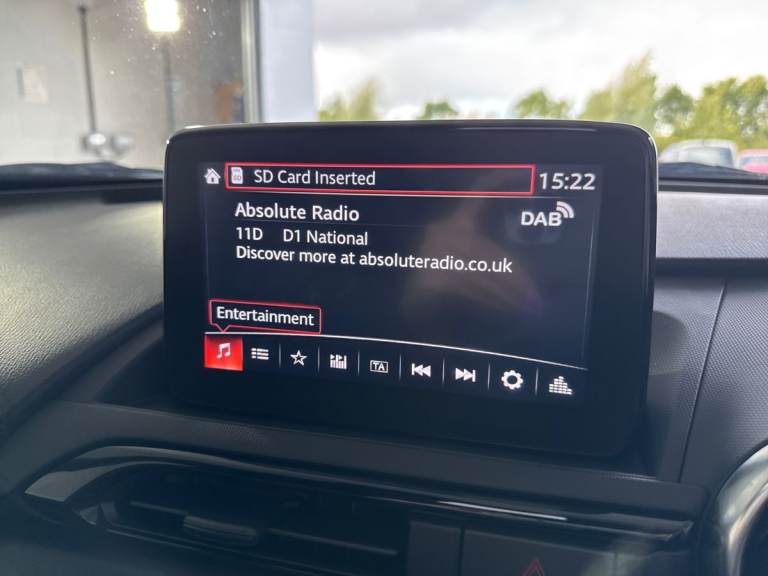 SD SD Card Inserted 15:22
Absolute Radio DAB
11D D1 National
Discover more at absoluteradio.co.uk
Entertainment
TA